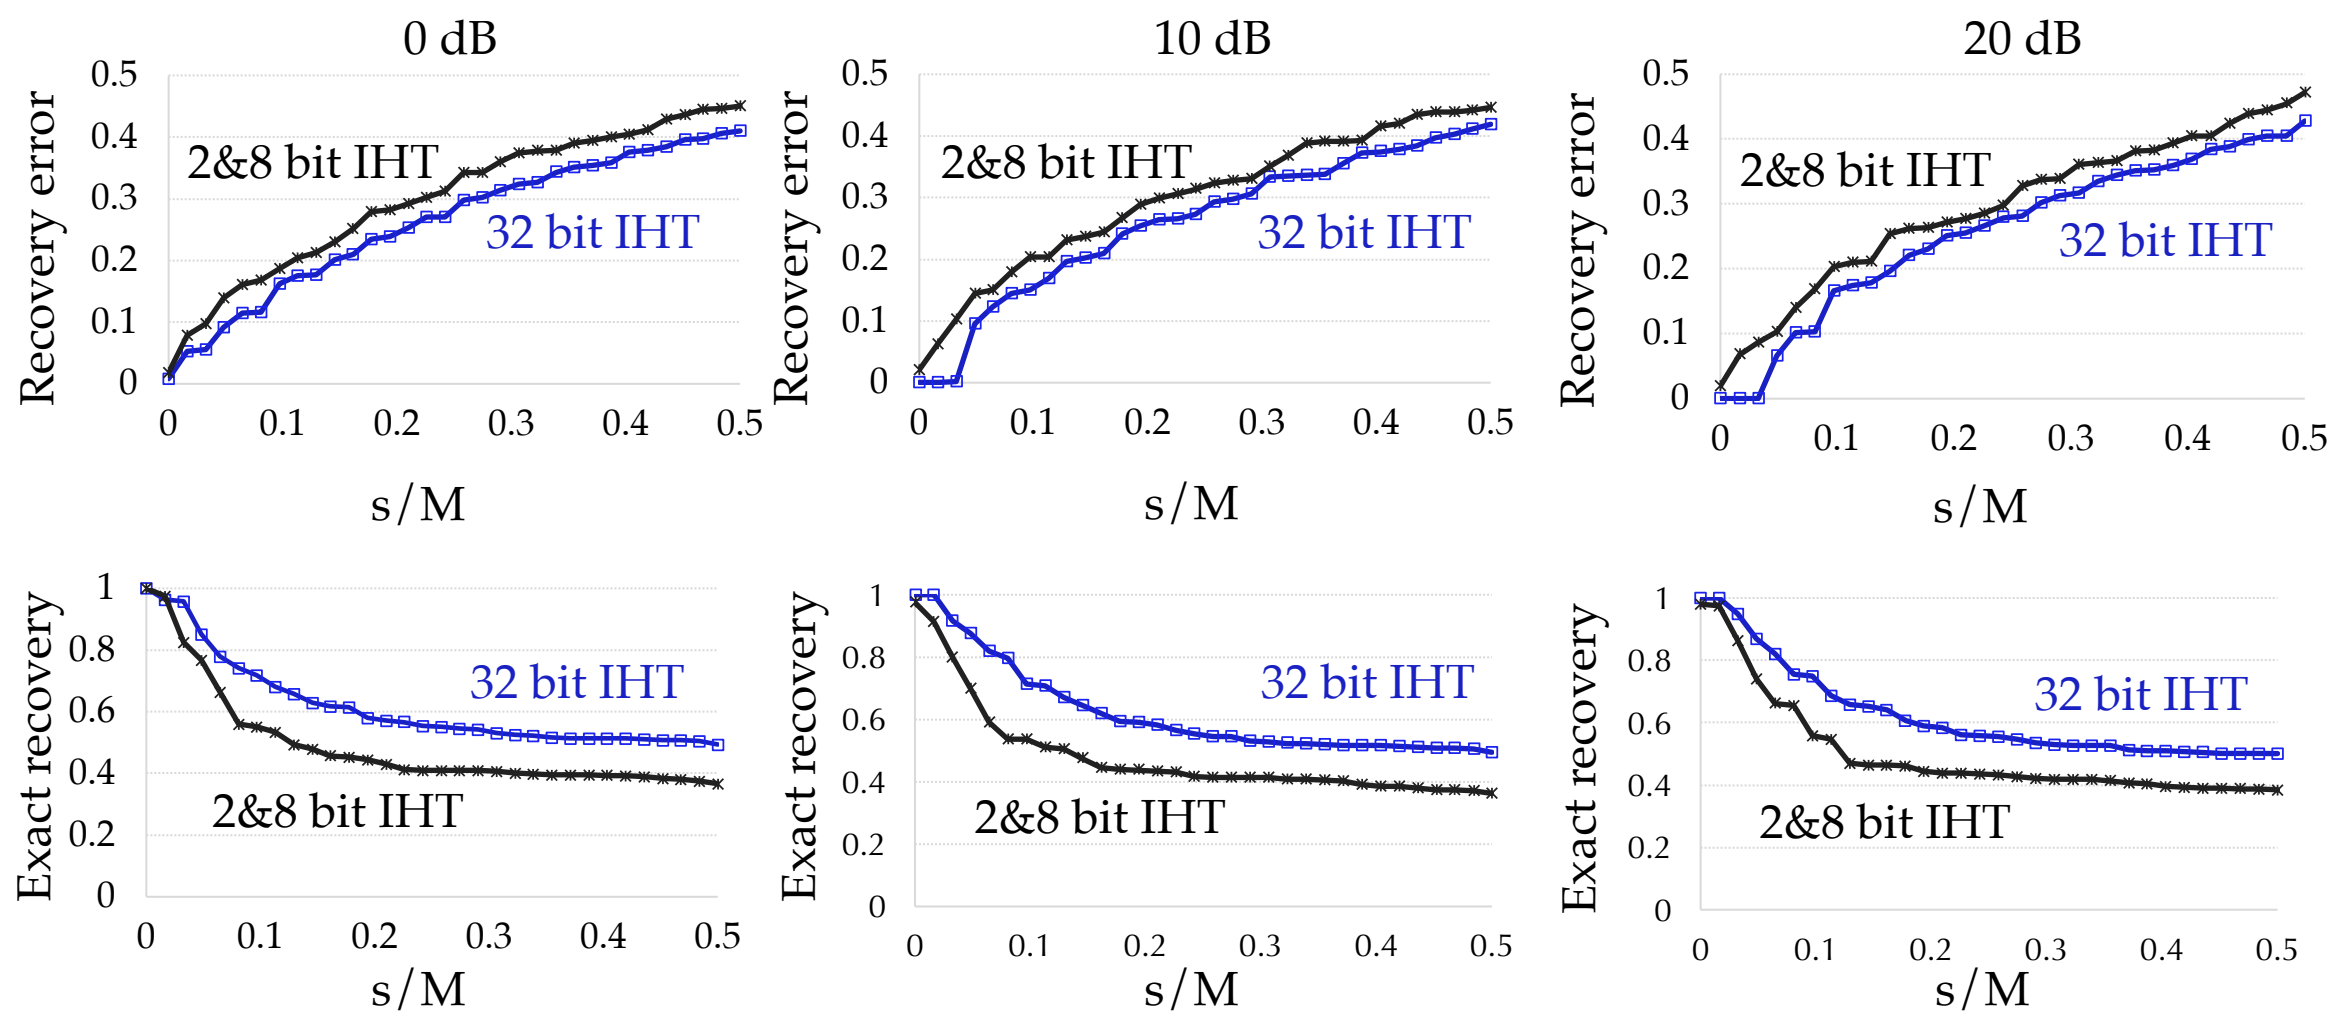 0 dB
Recovery error
0.5
0.4
0.3
0.2
0.1
0
2&8 bit IHT
32 bit IHT
0 0.1 0.2 0.3 0.4 0.5
s/M
10 dB
Recovery error
0.5
0.4
0.3
0.2
0.1
0
2&8 bit IHT
32 bit IHT
0 0.1 0.2 0.3 0.4 0.5
s/M
20 dB
Recovery error
0.5
0.4
0.3
0.2
0.1
0
2&8 bit IHT
32 bit IHT
0 0.1 0.2 0.3 0.4 0.5
s/M
Exact recovery
1
0.8
0.6
0.4
0.2
0
32 bit IHT
2&8 bit IHT
0 0.1 0.2 0.3 0.4 0.5
s/M
Exact recovery
1
0.8
0.6
0.4
0.2
0
32 bit IHT
2&8 bit IHT
0 0.1 0.2 0.3 0.4 0.5
s/M
Exact recovery
1
0.8
0.6
0.4
0.2
0
32 bit IHT
2&8 bit IHT
0 0.1 0.2 0.3 0.4 0.5
s/M